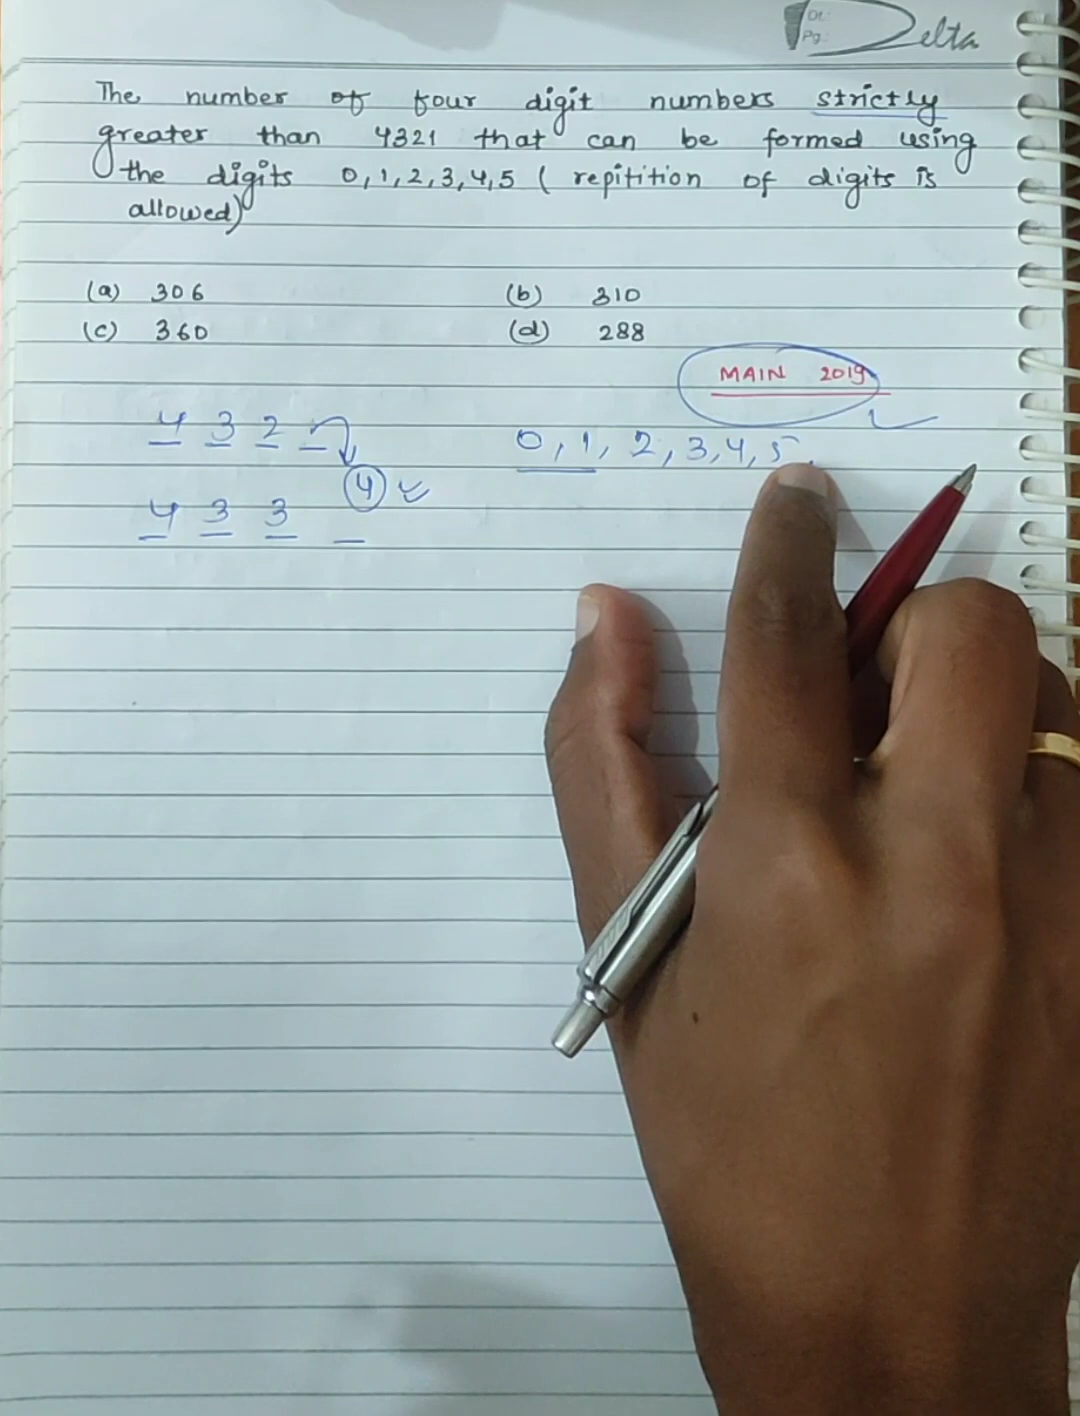 Dt.:
Pg.:
Delta
The number of four digit numbers strictly
greater than 4321 that can be formed using
the digits 0,1,2,3,4,5 ( repitition of digits is
allowed)
(a) 306 (b) 310
(c) 360 (d) 288
MAIN 2019
4 3 2 _ 0, 1, 2, 3, 4, 5
4
4 3 3 _